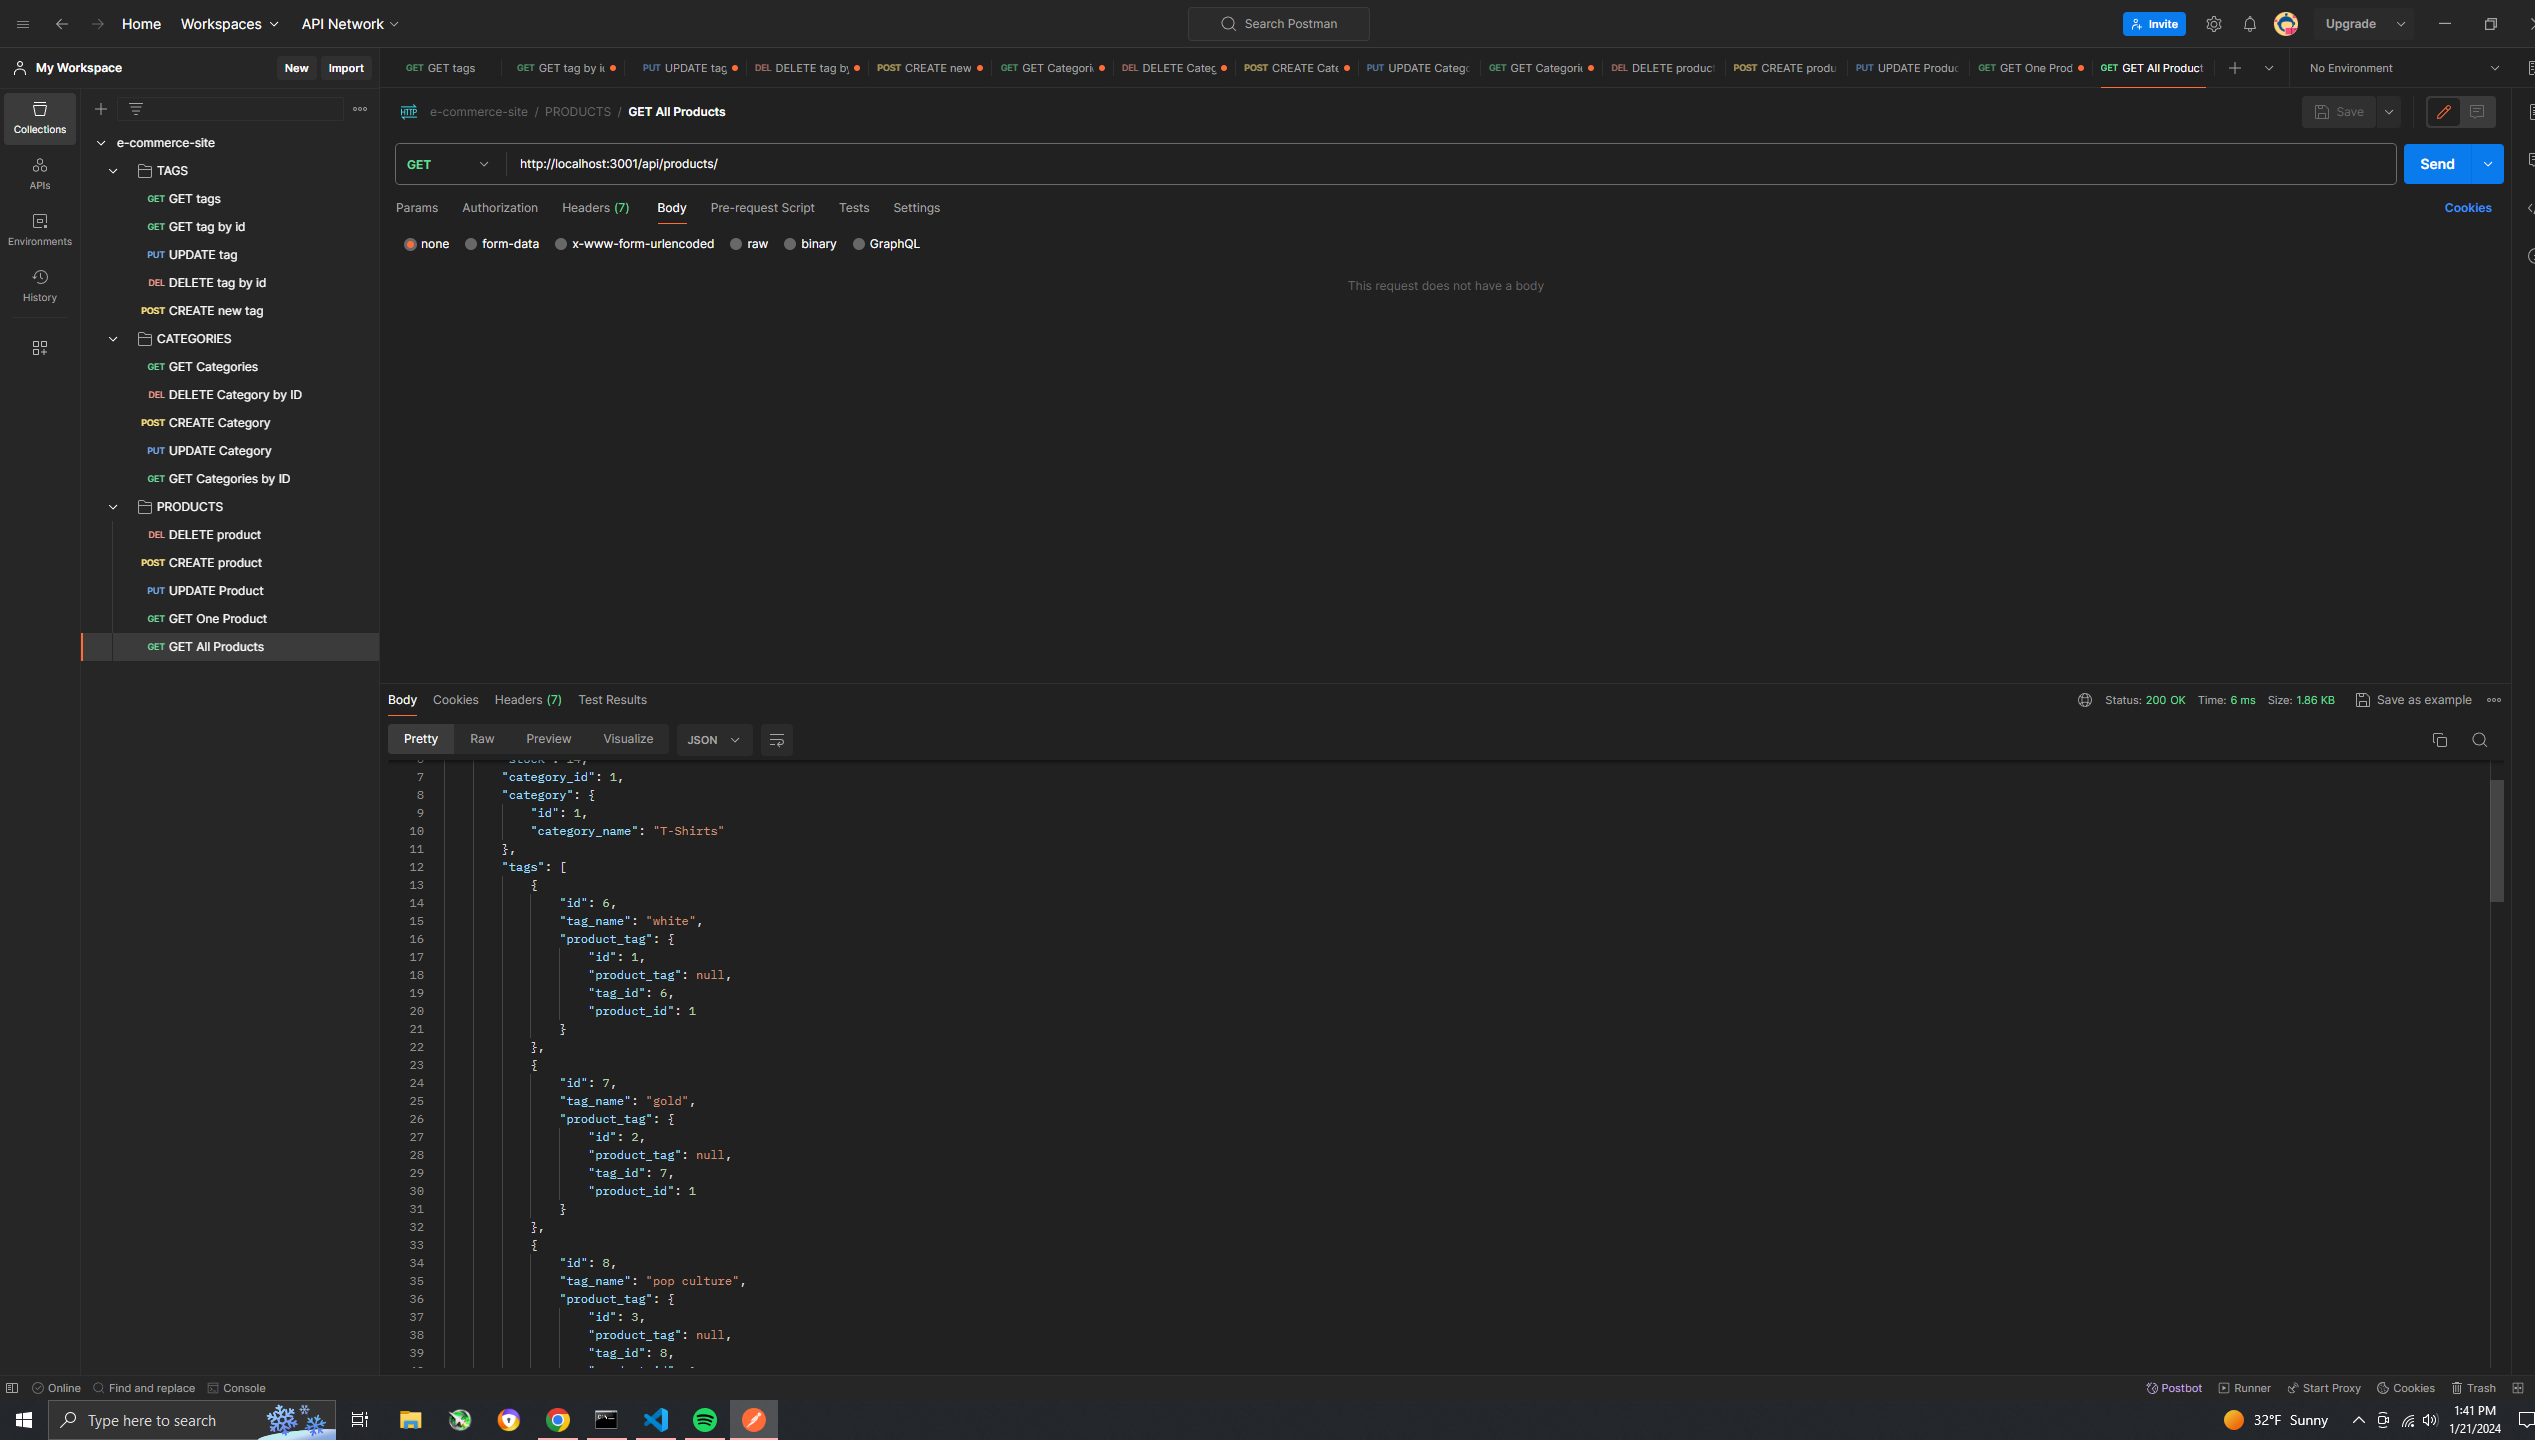 Home Workspaces API Network Search Postman Invite Upgrade
My Workspace New Import
GET GET tags GET GET tag by i PUT UPDATE tag DEL DELETE tag by POST CREATE new GET GET Categori DEL DELETE Categ POST CREATE Cate PUT UPDATE Catego GET GET Categorie DEL DELETE product POST CREATE produ PUT UPDATE Produc GET GET One Prod GET GET All Product No Environment
Collections
APIs
Environments
History
e-commerce-site
TAGS
GET GET tags
GET GET tag by id
PUT UPDATE tag
DEL DELETE tag by id
POST CREATE new tag
CATEGORIES
GET GET Categories
DEL DELETE Category by ID
POST CREATE Category
PUT UPDATE Category
GET GET Categories by ID
PRODUCTS
DEL DELETE product
POST CREATE product
PUT UPDATE Product
GET GET One Product
GET GET All Products
HTTP e-commerce-site / PRODUCTS / GET All Products Save
GET http://localhost:3001/api/products/ Send
Params Authorization Headers (7) Body Pre-request Script Tests Settings Cookies
none form-data x-www-form-urlencoded raw binary GraphQL
This request does not have a body
Body Cookies Headers (7) Test Results Status: 200 OK Time: 6 ms Size: 1.86 KB Save as example
Pretty Raw Preview Visualize JSON
7 "category_id": 1,
8 "category": {
9 "id": 1,
10 "category_name": "T-Shirts"
11 },
12 "tags": [
13 {
14 "id": 6,
15 "tag_name": "white",
16 "product_tag": {
17 "id": 1,
18 "product_tag": null,
19 "tag_id": 6,
20 "product_id": 1
21 }
22 },
23 {
24 "id": 7,
25 "tag_name": "gold",
26 "product_tag": {
27 "id": 2,
28 "product_tag": null,
29 "tag_id": 7,
30 "product_id": 1
31 }
32 },
33 {
34 "id": 8,
35 "tag_name": "pop culture",
36 "product_tag": {
37 "id": 3,
38 "product_tag": null,
39 "tag_id": 8,
Online Find and replace Console Postbot Runner Start Proxy Cookies Trash
Type here to search 32°F Sunny 1:41 PM
1/21/2024